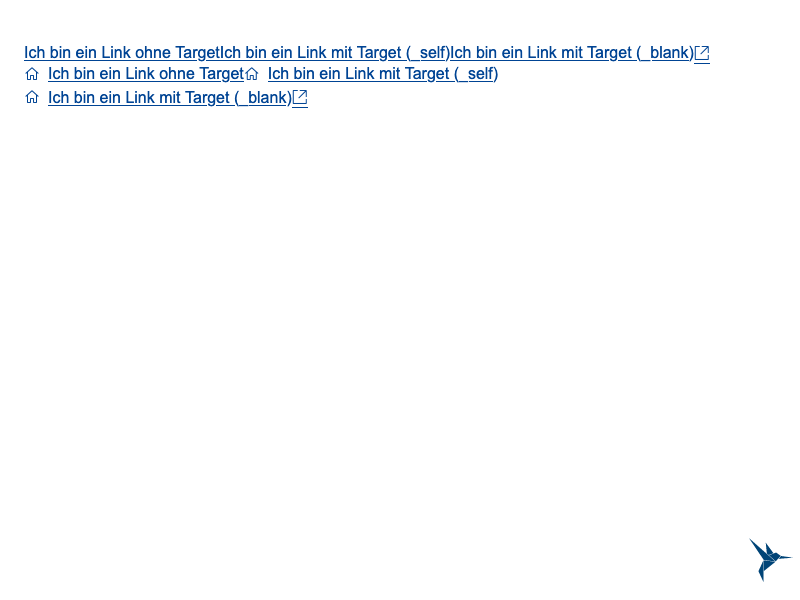 Ich bin ein Link ohne TargetIch bin ein Link mit Target (_self)Ich bin ein Link mit Target (_blank)
Ich bin ein Link ohne Target Ich bin ein Link mit Target (_self)
Ich bin ein Link mit Target (_blank)